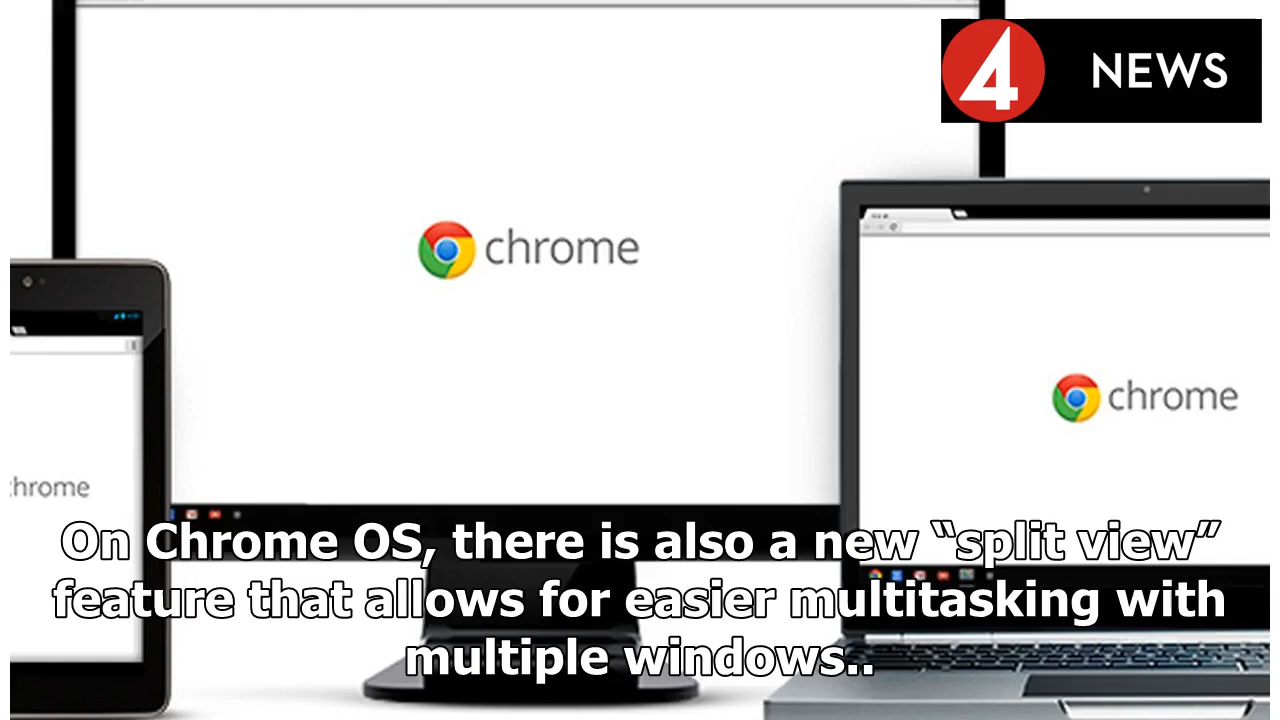 4 NEWS
chrome
chrome
chrome
On Chrome OS, there is also a new “split view”
feature that allows for easier multitasking with
multiple windows..